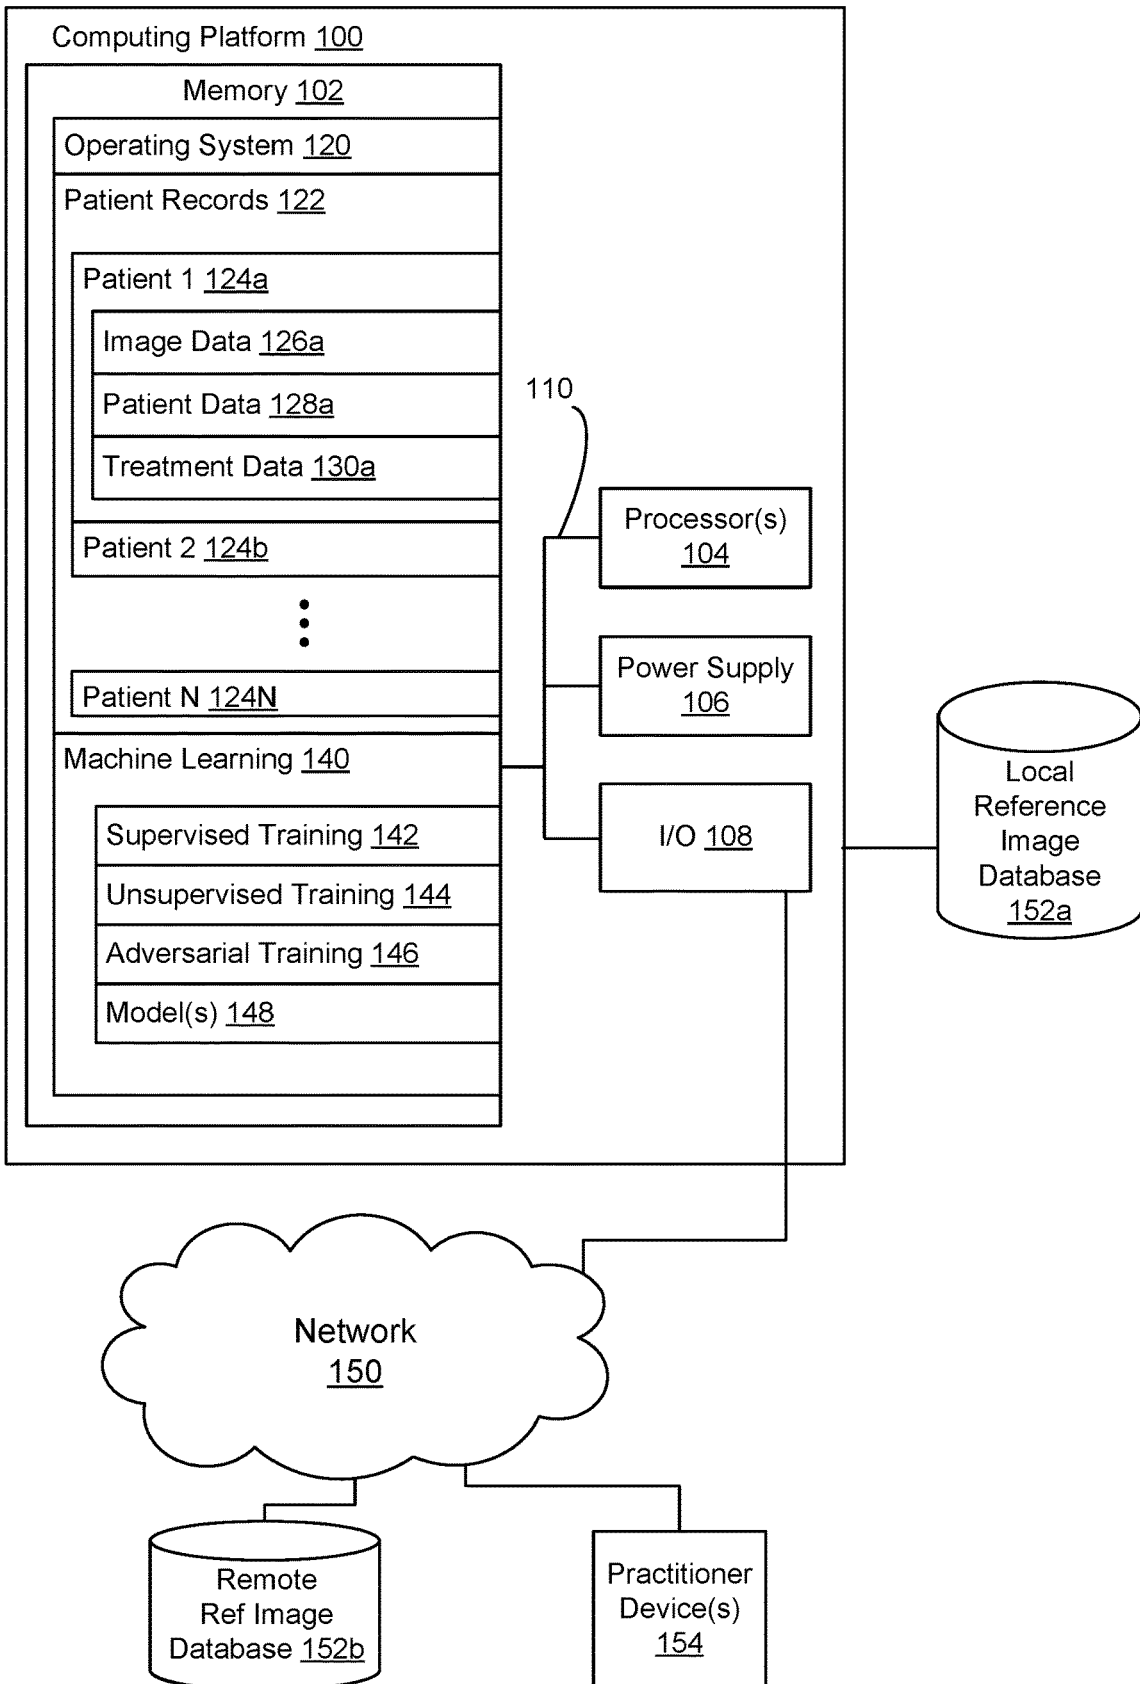 Computing Platform 100
Memory 102
Operating System 120
Patient Records 122
Patient 1 124a
Image Data 126a
Patient Data 128a
Treatment Data 130a
Patient 2 124b
Patient N 124N
Machine Learning 140
Supervised Training 142
Unsupervised Training 144
Adversarial Training 146
Model(s) 148
110
Processor(s)
104
Power Supply
106
I/O 108
Local
Reference
Image
Database
152a
Network
150
Remote
Ref Image
Database 152b
Practitioner
Device(s)
154